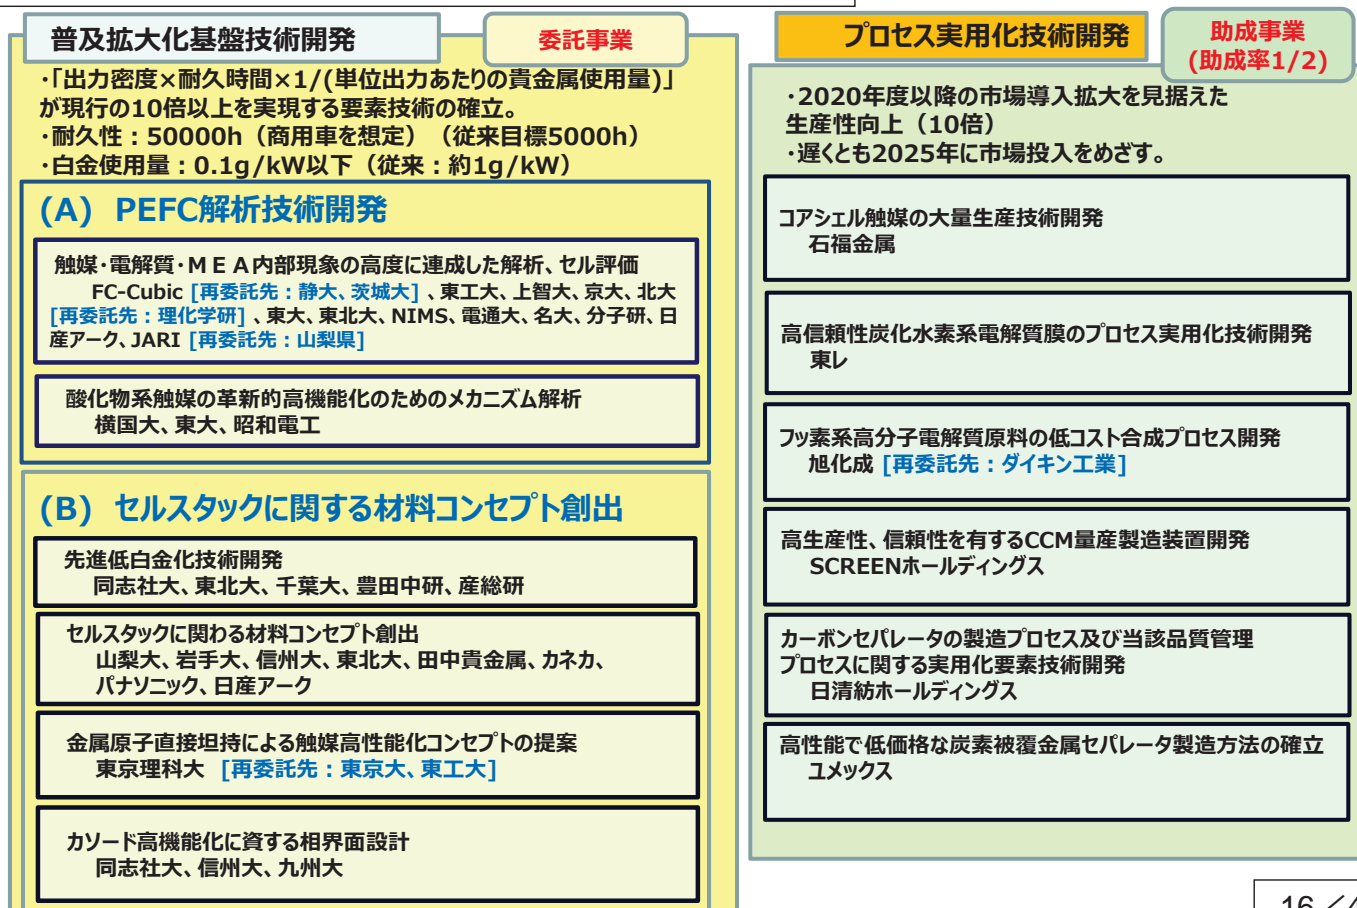 普及拡大化基盤技術開発
委託事業
・「出力密度×耐久時間×1/(単位出力あたりの貴金属使用量)」
が現行の10倍以上を実現する要素技術の確立。
・耐久性：50000h（商用車を想定）（従来目標5000h）
・白金使用量：0.1g/kW以下（従来：約1g/kW）
(A) PEFC解析技術開発
触媒・電解質・ＭＥＡ内部現象の高度に連成した解析、セル評価
FC-Cubic [再委託先：静大、茨城大] 、東工大、上智大、京大、北大
[再委託先：理化学研] 、東大、東北大、NIMS、電通大、名大、分子研、日
産アーク、JARI [再委託先：山梨県]
酸化物系触媒の革新的高機能化のためのメカニズム解析
横国大、東大、昭和電工
(B) セルスタックに関する材料コンセプト創出
先進低白金化技術開発
同志社大、東北大、千葉大、豊田中研、産総研
セルスタックに関わる材料コンセプト創出
山梨大、岩手大、信州大、東北大、田中貴金属、カネカ、
パナソニック、日産アーク
金属原子直接坦持による触媒高性能化コンセプトの提案
東京理科大 [再委託先：東京大、東工大]
カソード高機能化に資する相界面設計
同志社大、信州大、九州大
プロセス実用化技術開発
助成事業
(助成率1/2)
・2020年度以降の市場導入拡大を見据えた
生産性向上（10倍）
・遅くとも2025年に市場投入をめざす。
コアシェル触媒の大量生産技術開発
石福金属
高信頼性炭化水素系電解質膜のプロセス実用化技術開発
東レ
フッ素系高分子電解質原料の低コスト合成プロセス開発
旭化成 [再委託先：ダイキン工業]
高生産性、信頼性を有するCCM量産製造装置開発
SCREENホールディングス
カーボンセパレータの製造プロセス及び当該品質管理
プロセスに関する実用化要素技術開発
日清紡ホールディングス
高性能で低価格な炭素被覆金属セパレータ製造方法の確立
ユメックス
16／